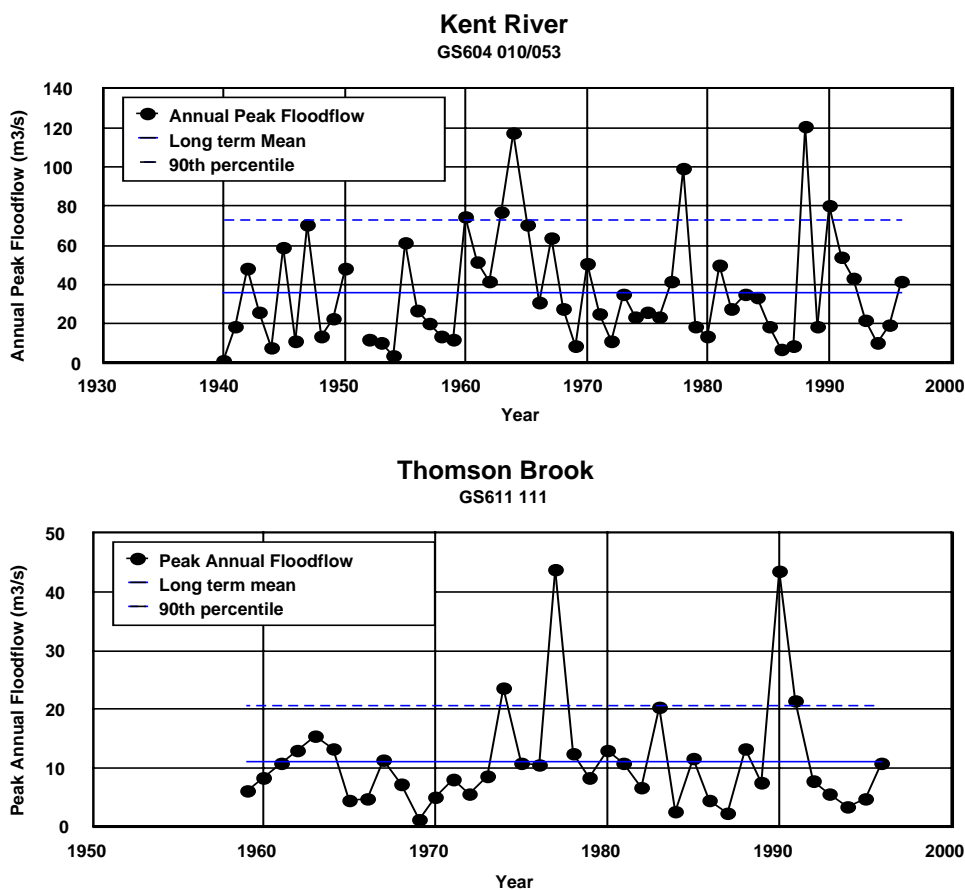 Kent River
GS604 010/053
Annual Peak Floodflow (m3/s)
140
120
100
80
60
40
20
0
Annual Peak Floodflow
Long term Mean
90th percentile
1930 1940 1950 1960 1970 1980 1990 2000
Year
Thomson Brook
GS611 111
Peak Annual Floodflow (m3/s)
50
40
30
20
10
0
Peak Annual Floodflow
Long term mean
90th percentile
1950 1960 1970 1980 1990 2000
Year